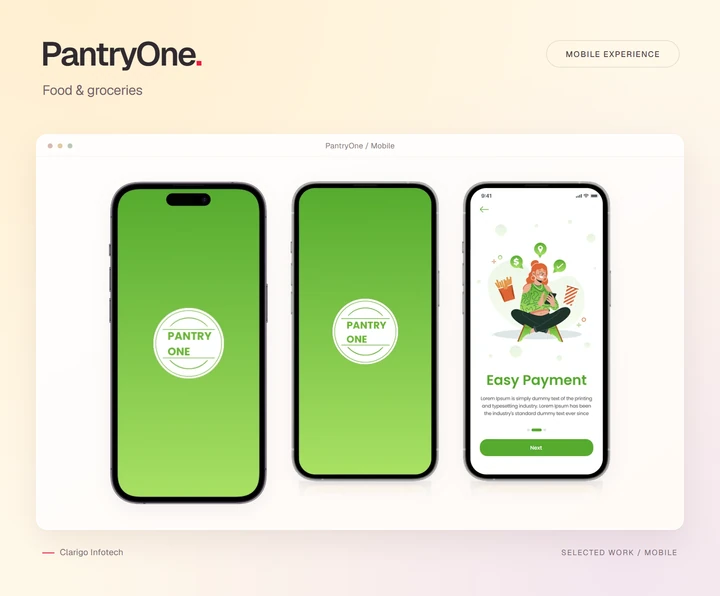 PantryOne.
MOBILE EXPERIENCE
Food & groceries
PantryOne / Mobile
PANTRY
ONE
PANTRY
ONE
9:41
Easy Payment
Lorem Ipsum is simply dummy text of the printing
and typesetting industry. Lorem Ipsum has been
the industry's standard dummy text ever since
Next
Clarigo Infotech
SELECTED WORK / MOBILE